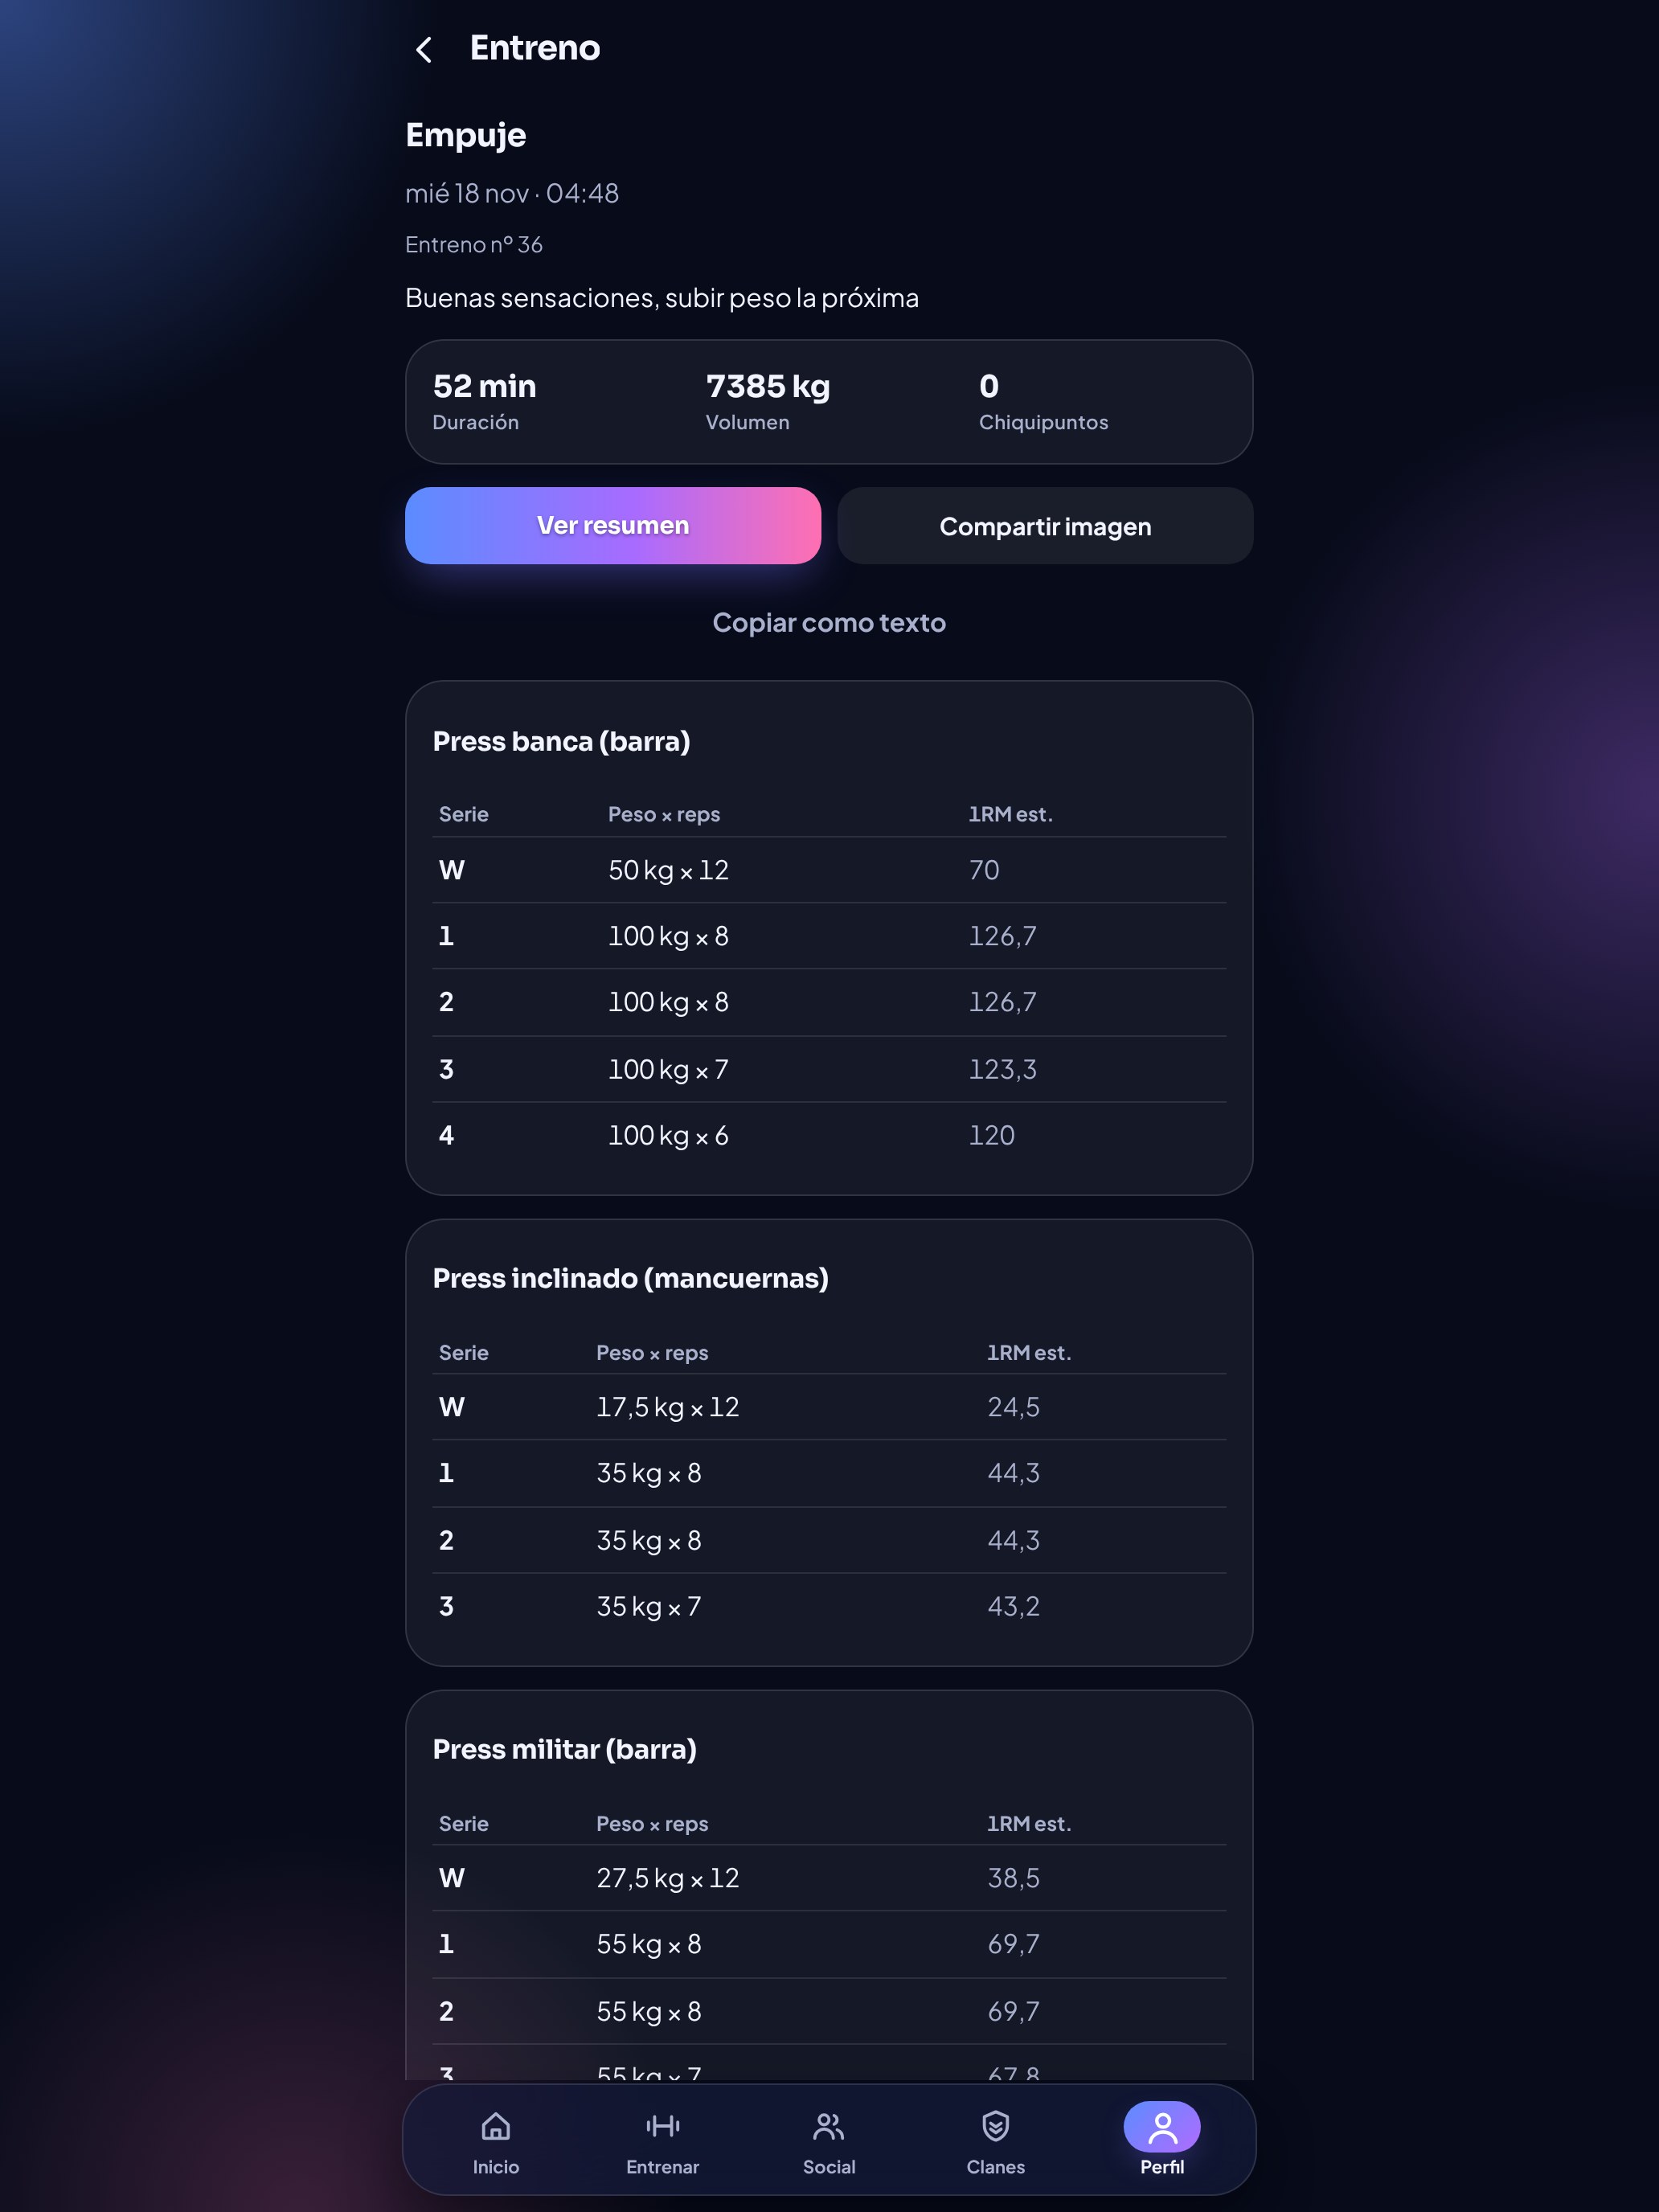 Entreno
Empuje
mié 18 nov · 04:48
Entreno nº 36
Buenas sensaciones, subir peso la próxima
52 min 7385 kg 0
Duración Volumen Chiquipuntos
Ver resumen Compartir imagen
Copiar como texto
Press banca (barra)
Serie Peso × reps 1RM est.
W 50 kg × 12 70
1 100 kg × 8 126,7
2 100 kg × 8 126,7
3 100 kg × 7 123,3
4 100 kg × 6 120
Press inclinado (mancuernas)
Serie Peso × reps 1RM est.
W 17,5 kg × 12 24,5
1 35 kg × 8 44,3
2 35 kg × 8 44,3
3 35 kg × 7 43,2
Press militar (barra)
Serie Peso × reps 1RM est.
W 27,5 kg × 12 38,5
1 55 kg × 8 69,7
2 55 kg × 8 69,7
3 55 kg × 7 67,8
Inicio Entrenar Social Clanes Perfil